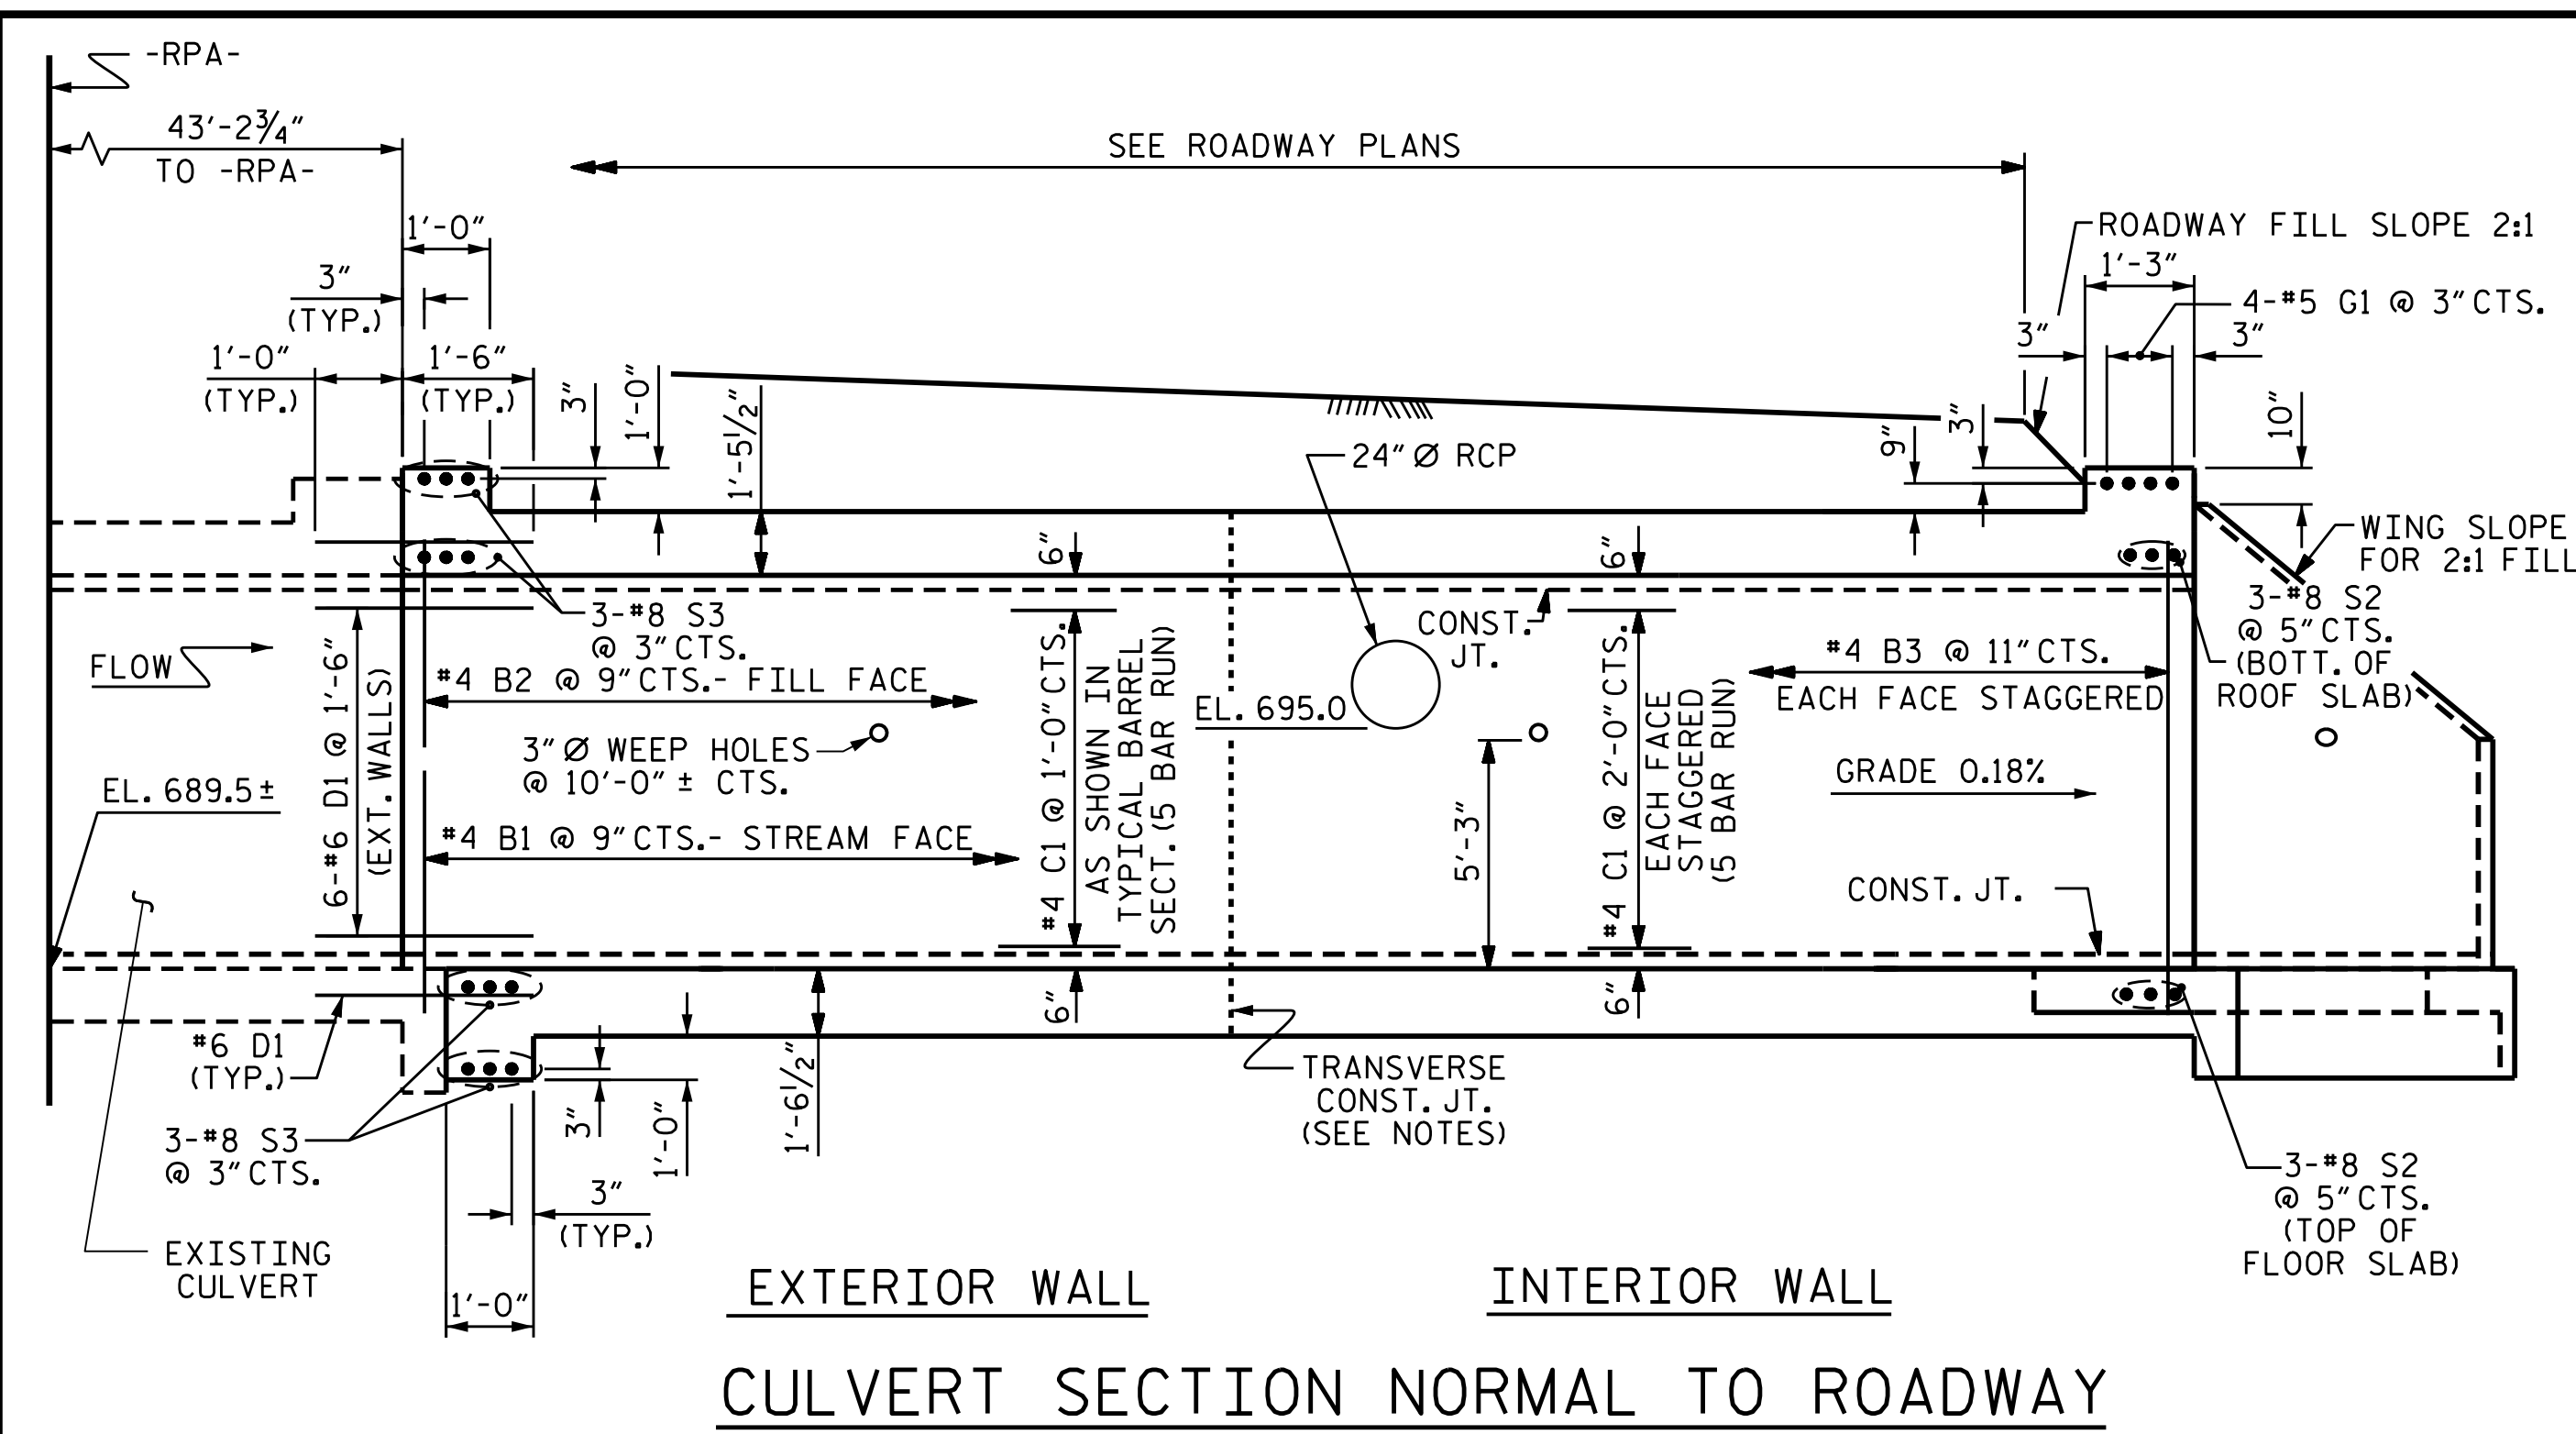 -RPA-
43'-2¾"
TO -RPA-
SEE ROADWAY PLANS
1'-0"
3"
(TYP.)
1'-0"
(TYP.)
1'-6"
(TYP.)
3"
1'-0"
1'-5½"
ROADWAY FILL SLOPE 2:1
1'-3"
4-#5 G1 @ 3"CTS.
3"
3"
9"
3"
10"
24"Ø RCP
WING SLOPE
FOR 2:1 FILL
6"
6"
3-#8 S3
@ 3"CTS.
CONST.
JT.
3-#8 S2
@ 5"CTS.
(BOTT. OF
ROOF SLAB)
FLOW
6-#6 D1 @ 1'-6"
(EXT. WALLS)
#4 B2 @ 9"CTS.- FILL FACE
3"Ø WEEP HOLES
@ 10'-0"± CTS.
#4 B1 @ 9"CTS.- STREAM FACE
#4 C1 @ 1'-0"CTS.
AS SHOWN IN
TYPICAL BARREL
SECT. (5 BAR RUN)
EL. 695.0
5'-3"
#4 C1 @ 2'-0"CTS.
EACH FACE
STAGGERED
(5 BAR RUN)
#4 B3 @ 11"CTS.
EACH FACE STAGGERED
GRADE 0.18%
CONST. JT.
EL. 689.5±
#6 D1
(TYP.)
3-#8 S3
@ 3"CTS.
EXISTING
CULVERT
3"
1'-0"
1'-6½"
3"
(TYP.)
1'-0"
6"
6"
TRANSVERSE
CONST. JT.
(SEE NOTES)
3-#8 S2
@ 5"CTS.
(TOP OF
FLOOR SLAB)
EXTERIOR WALL
INTERIOR WALL
CULVERT SECTION NORMAL TO ROADWAY